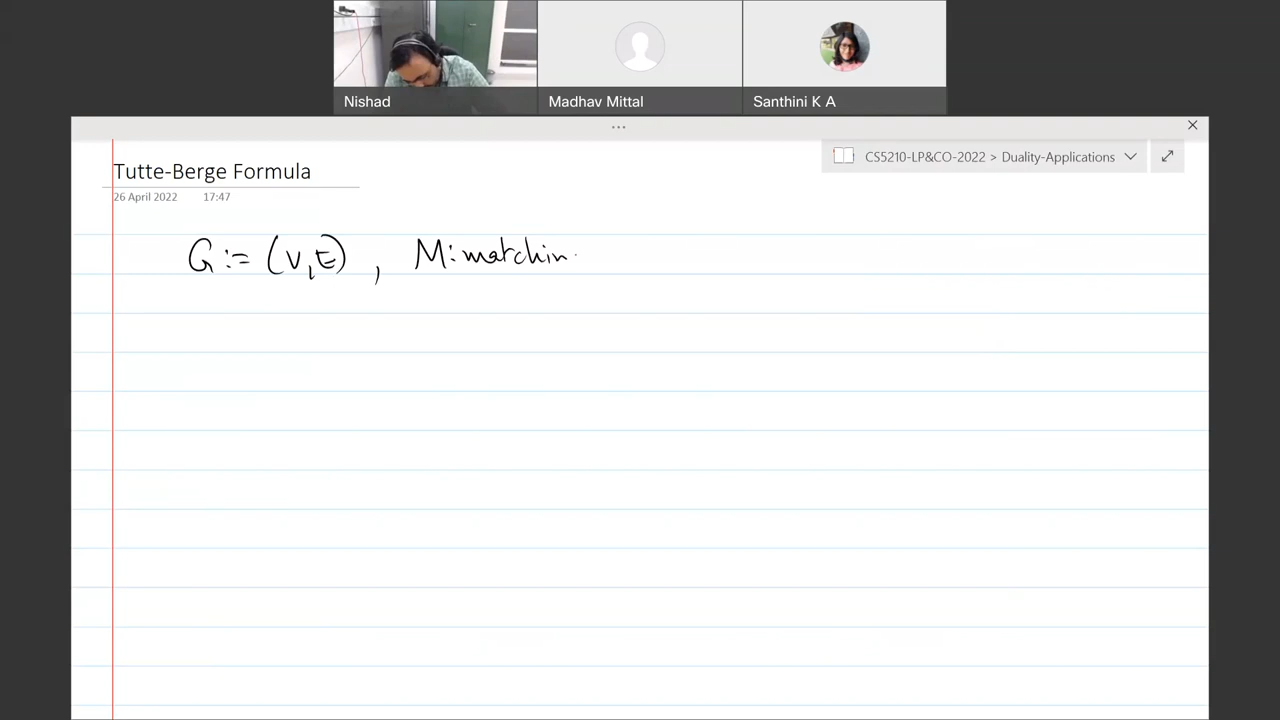 Nishad
Madhav Mittal
Santhini K A
Tutte-Berge Formula
CS5210-LP&CO-2022 > Duality-Applications
26 April 2022 17:47
G := (V, E) , M: matchin